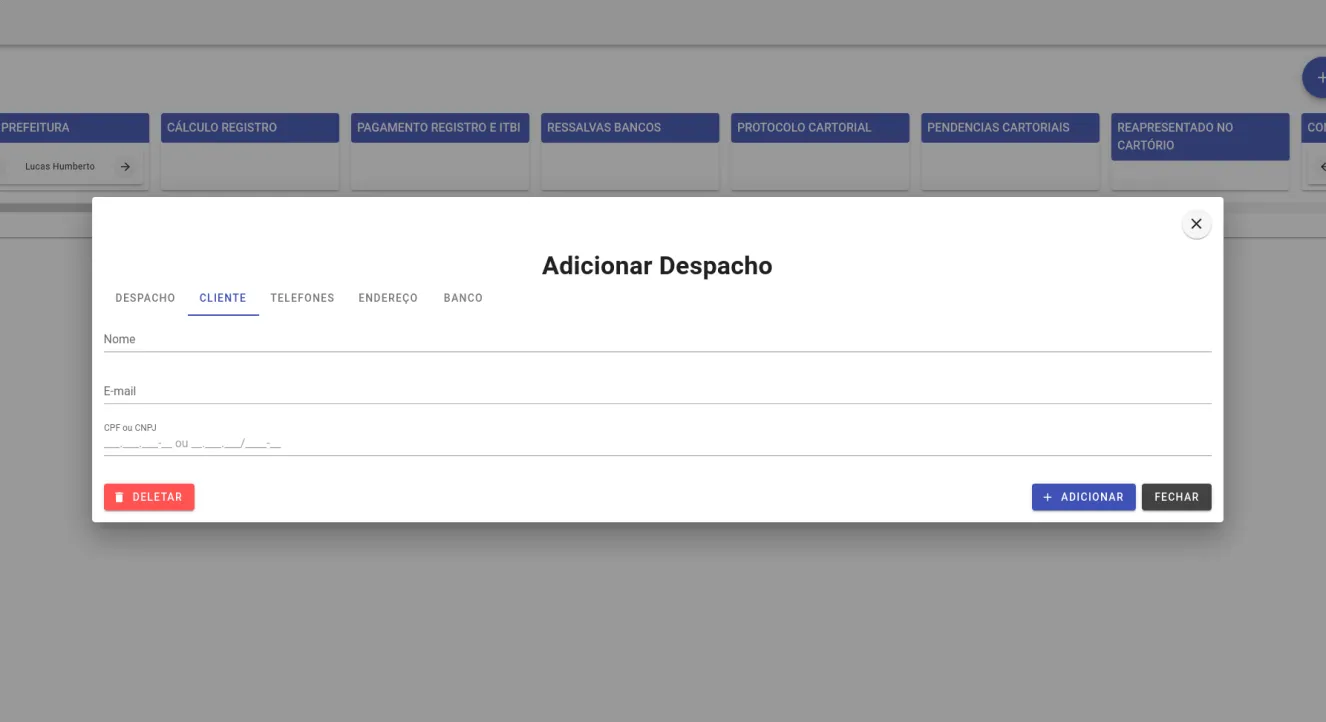 PREFEITURA
CÁLCULO REGISTRO
PAGAMENTO REGISTRO E ITBI
RESSALVAS BANCOS
PROTOCOLO CARTORIAL
PENDENCIAS CARTORIAIS
REAPRESENTADO NO
CARTÓRIO
Lucas Humberto
Adicionar Despacho
DESPACHO CLIENTE TELEFONES ENDEREÇO BANCO
Nome
E-mail
CPF ou CNPJ
___.___.___-__ ou __.___.___/____-__
DELETAR
ADICIONAR
FECHAR